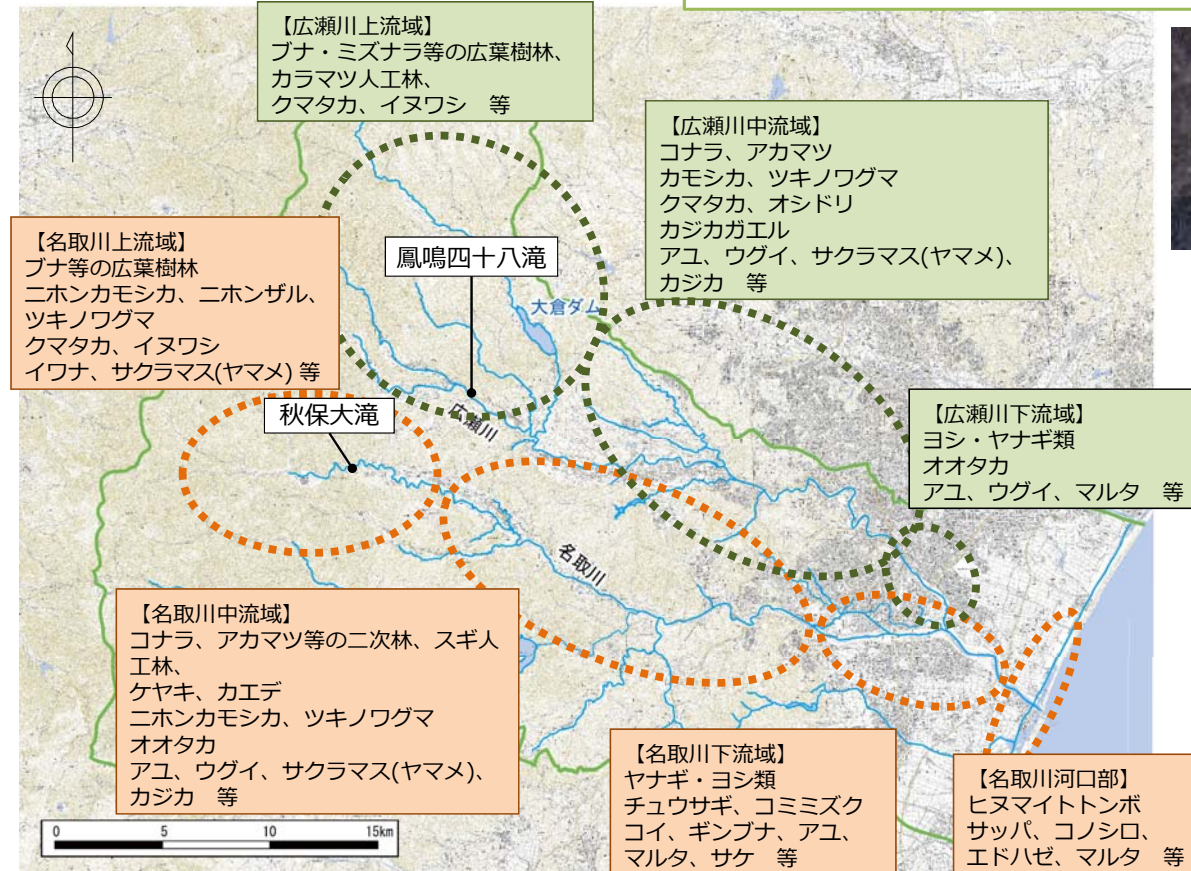 【広瀬川上流域】
ブナ・ミズナラ等の広葉樹林、
カラマツ人工林、
クマタカ、イヌワシ　等
【広瀬川中流域】
コナラ、アカマツ
カモシカ、ツキノワグマ
クマタカ、オシドリ
カジカガエル
アユ、ウグイ、サクラマス(ヤマメ)、
カジカ　等
【名取川上流域】
ブナ等の広葉樹林
ニホンカモシカ、ニホンザル、
ツキノワグマ
クマタカ、イヌワシ
イワナ、サクラマス(ヤマメ) 等
鳳鳴四十八滝
大倉ダム
秋保大滝
広瀬川
【広瀬川下流域】
ヨシ・ヤナギ類
オオタカ
アユ、ウグイ、マルタ　等
名取川
【名取川中流域】
コナラ、アカマツ等の二次林、スギ人
工林、
ケヤキ、カエデ
ニホンカモシカ、ツキノワグマ
オオタカ
アユ、ウグイ、サクラマス(ヤマメ)、
カジカ　等
【名取川下流域】
ヤナギ・ヨシ類
チュウサギ、コミミズク
コイ、ギンブナ、アユ、
マルタ、サケ　等
【名取川河口部】
ヒヌマイトトンボ
サッパ、コノシロ、
エドハゼ、マルタ　等
0 5 10 15km